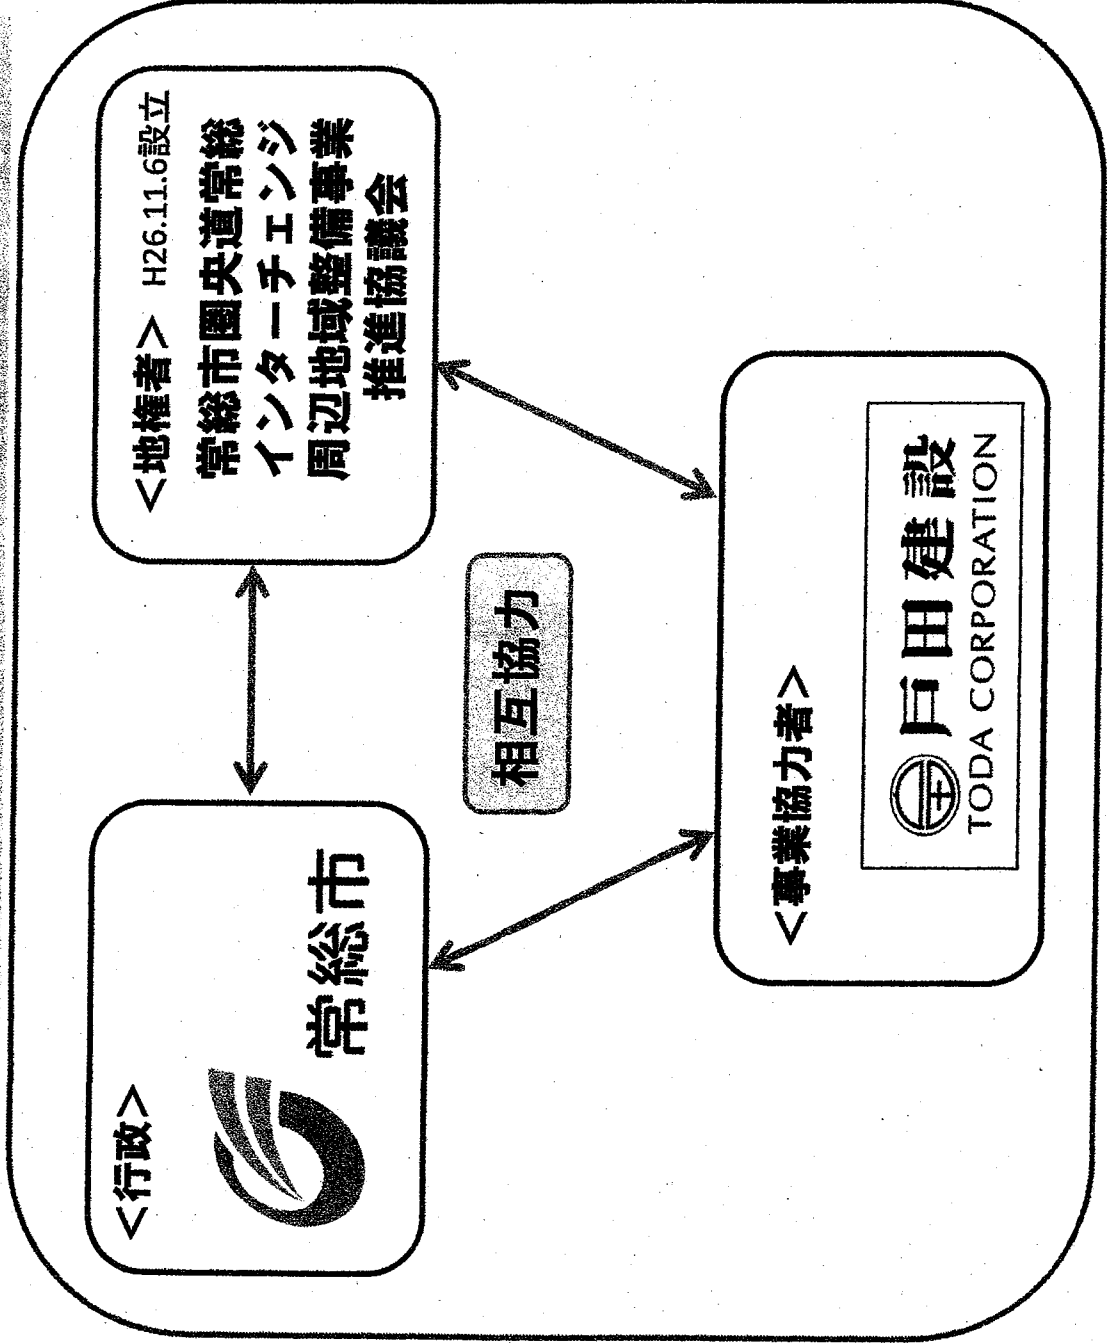 <行政>
常総市
<地権者> H26.11.6設立
常総市圏央道常総
インターチェンジ
周辺地域整備事業
推進協議会
相互協力
<事業協力者>
戸田建設
TODA CORPORATION